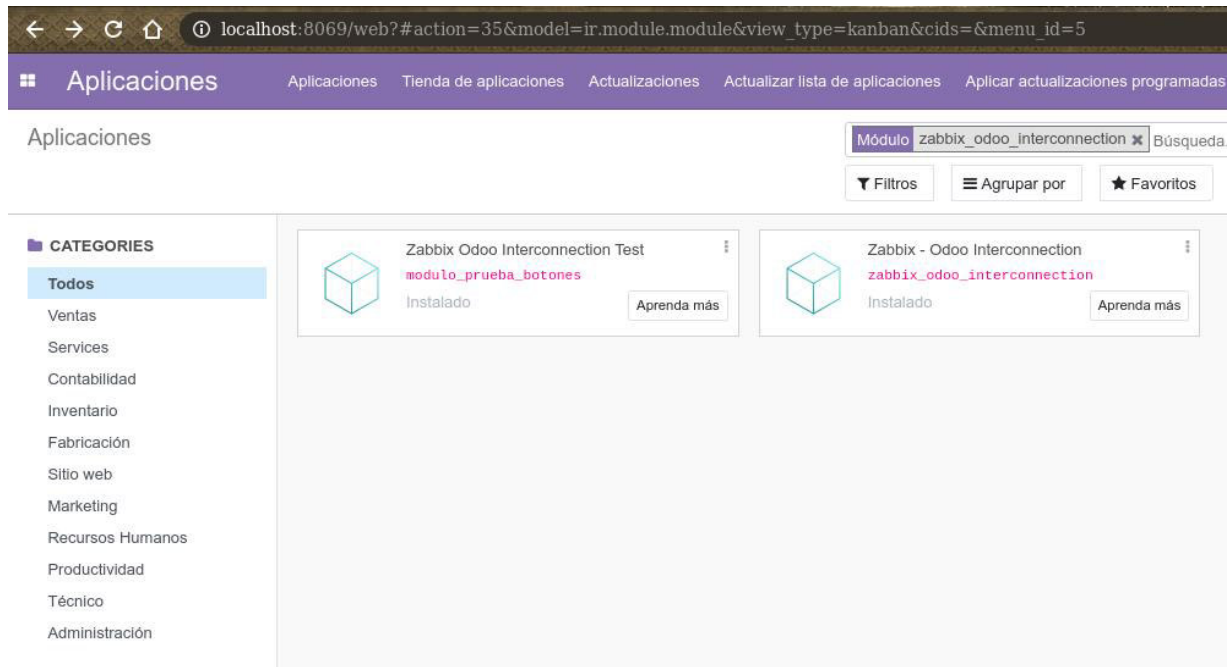 localhost:8069/web?#action=35&model=ir.module.module&view_type=kanban&cids=&menu_id=5
Aplicaciones Aplicaciones Tienda de aplicaciones Actualizaciones Actualizar lista de aplicaciones Aplicar actualizaciones programadas
Aplicaciones
Módulo zabbix_odoo_interconnection Búsqueda.
Filtros Agrupar por Favoritos
CATEGORIES
Todos
Ventas
Services
Contabilidad
Inventario
Fabricación
Sitio web
Marketing
Recursos Humanos
Productividad
Técnico
Administración
Zabbix Odoo Interconnection Test
modulo_prueba_botones
Instalado Aprenda más
Zabbix - Odoo Interconnection
zabbix_odoo_interconnection
Instalado Aprenda más